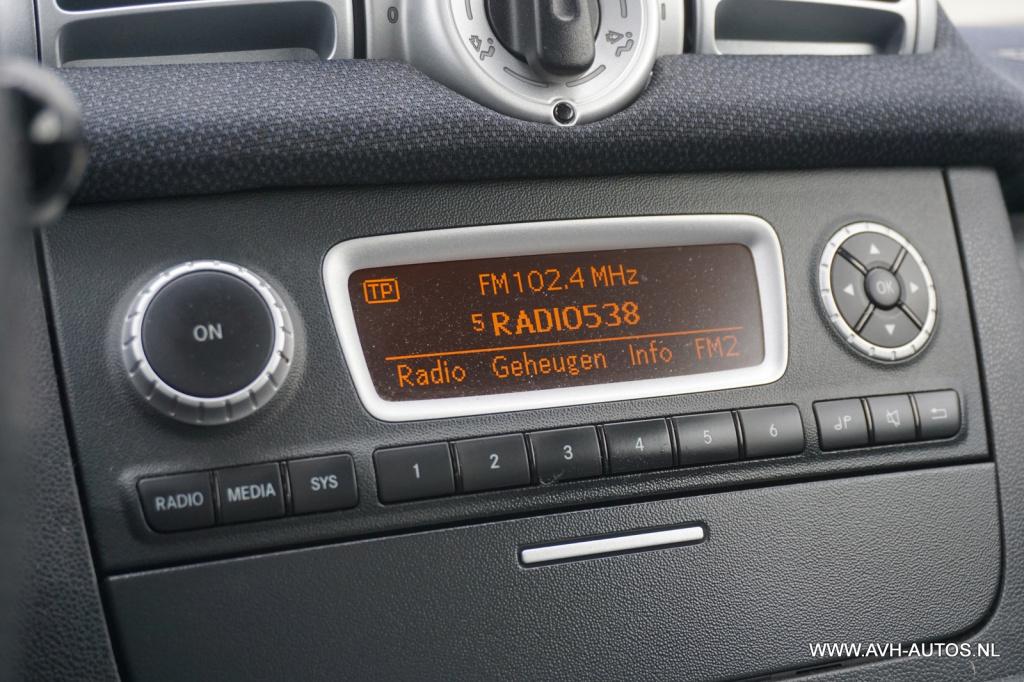 0
TP
FM102.4 MHz
5 RADIO538
Radio Geheugen Info FM2
ON
OK
RADIO MEDIA SYS
1 2 3 4 5 6
WWW.AVH-AUTOS.NL